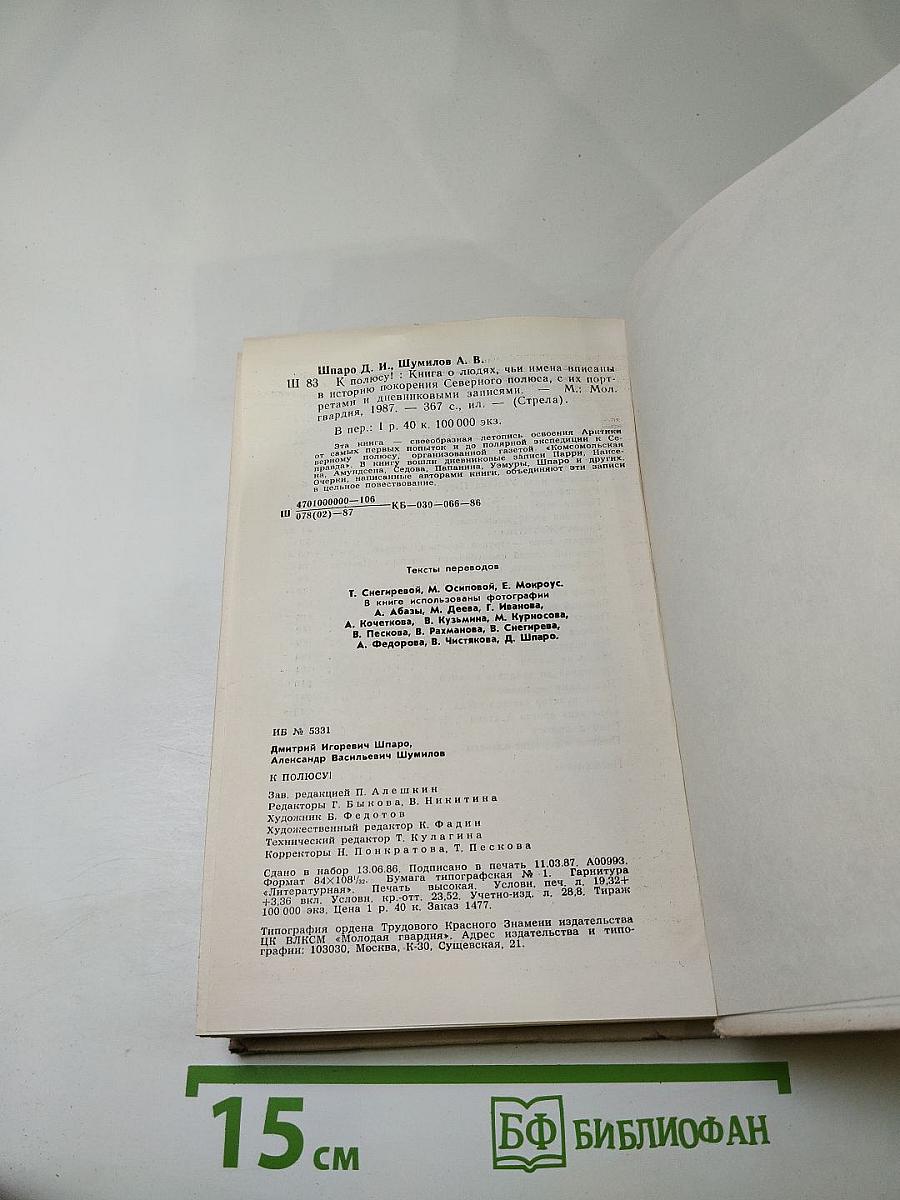 Шпаро Д. И., Шумилов А. В.
Ш 83 К полюсу! : Книга о людях, чьи имена вписаны
в историю покорения Северного полюса, с их порт-
ретами и дневниковыми записями. — М.: Мол.
гвардия, 1987. — 367 с., ил. — (Стрела).
В пер.: 1 р. 40 к. 100 000 экз.
Эта книга — своеобразная летопись освоения Арктики
от самых первых попыток и до полярной экспедиции к Се-
верному полюсу, организованной газетой «Комсомольская
правда». В книгу вошли дневниковые записи Парри, Нансе-
на, Амундсена, Седова, Папанина, Уэмуры, Шпаро и других.
Очерки, написанные авторами книги, объединяют эти записи
в цельное повествование.
Ш 4701000000—106
078(02)—87 КБ—030—066—86
Тексты переводов
Т. Снегиревой, М. Осиповой, Е. Мокроус.
В книге использованы фотографии
А. Абазы, М. Деева, Г. Иванова,
А. Кочеткова, В. Кузьмина, М. Курносова,
В. Пескова, В. Рахманова, В. Снегирева,
А. Федорова, В. Чистякова, Д. Шпаро.
ИБ № 5331
Дмитрий Игоревич Шпаро,
Александр Васильевич Шумилов
К ПОЛЮСУ!
Зав. редакцией П. Алешкин
Редакторы Г. Быкова, В. Никитина
Художник Б. Федотов
Художественный редактор К. Фадин
Технический редактор Т. Кулагина
Корректоры Н. Понкратова, Т. Пескова
Сдано в набор 13.06.86. Подписано в печать 11.03.87. А00993.
Формат 84×108¹/₃₂. Бумага типографская № 1. Гарнитура
«Литературная». Печать высокая. Условн. печ. л. 19,32+
+3,36 вкл. Условн. кр.-отт. 23,52. Учетно-изд. л. 28,8. Тираж
100 000 экз. Цена 1 р. 40 к. Заказ 1477.
Типография ордена Трудового Красного Знамени издательства
ЦК ВЛКСМ «Молодая гвардия». Адрес издательства и типо-
графии: 103030, Москва, К-30, Сущевская, 21.
15 см
БФ БИБЛИОФАН